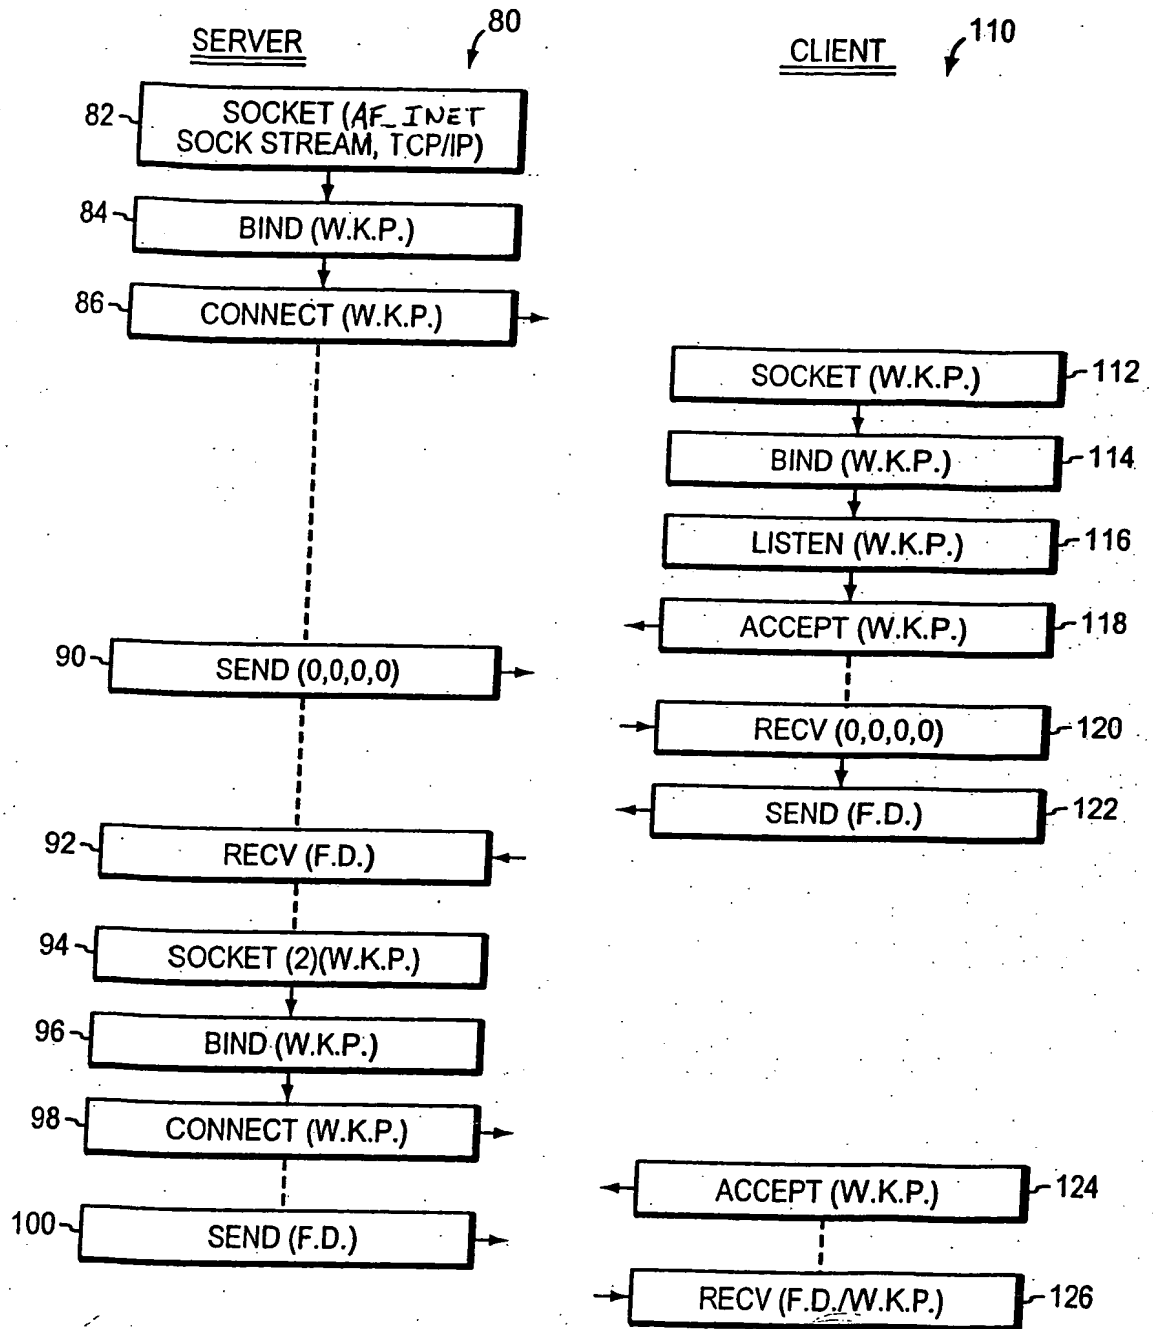 SERVER
80
82
SOCKET (AF_INET
SOCK STREAM, TCP/IP)
84
BIND (W.K.P.)
86
CONNECT (W.K.P.)
90
SEND (0,0,0,0)
92
RECV (F.D.)
94
SOCKET (2)(W.K.P.)
96
BIND (W.K.P.)
98
CONNECT (W.K.P.)
100
SEND (F.D.)
CLIENT
110
SOCKET (W.K.P.)
112
BIND (W.K.P.)
114
LISTEN (W.K.P.)
116
ACCEPT (W.K.P.)
118
RECV (0,0,0,0)
120
SEND (F.D.)
122
ACCEPT (W.K.P.)
124
RECV (F.D./W.K.P.)
126